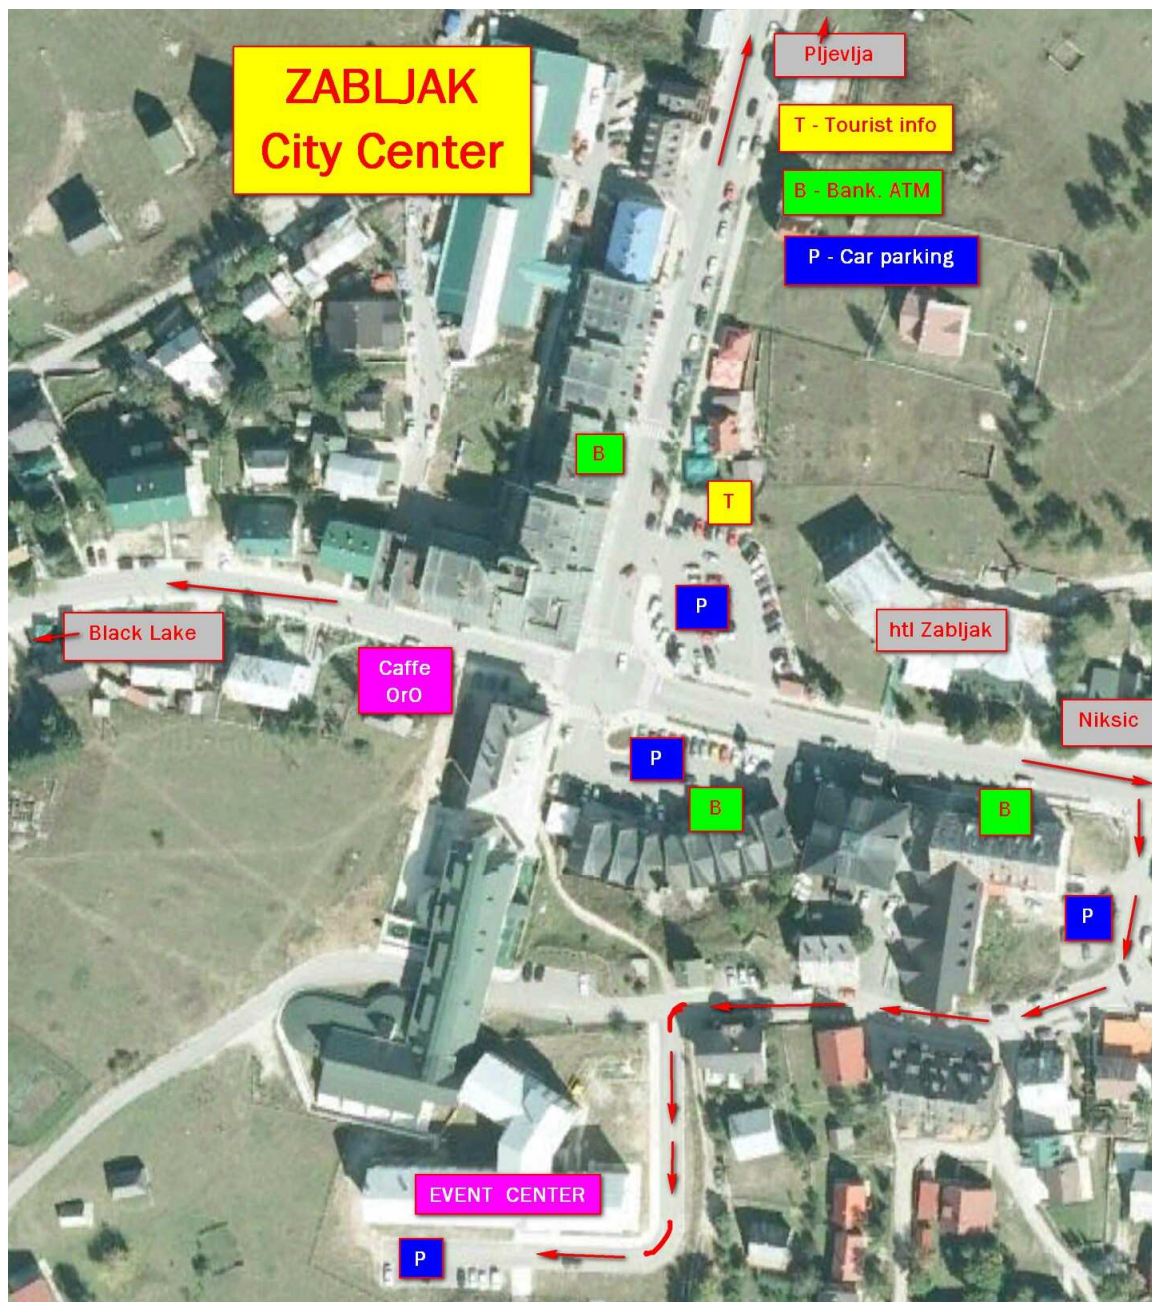 ZABLJAK
City Center
Pljevlja
T - Tourist info
B - Bank. ATM
P - Car parking
B
T
P
Black Lake
htl Zabljak
Caffe
OrO
Niksic
P
B
B
P
EVENT CENTER
P